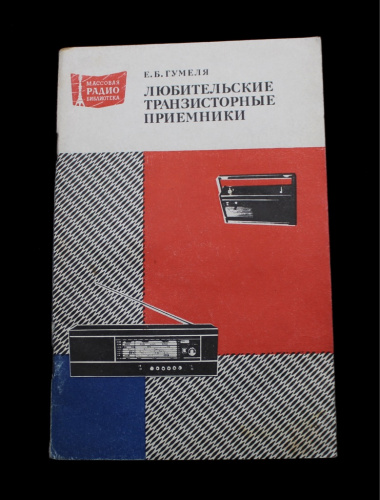 МАССОВАЯ
РАДИО
БИБЛИОТЕКА
Е. Б. ГУМЕЛЯ
ЛЮБИТЕЛЬСКИЕ
ТРАНЗИСТОРНЫЕ
ПРИЕМНИКИ